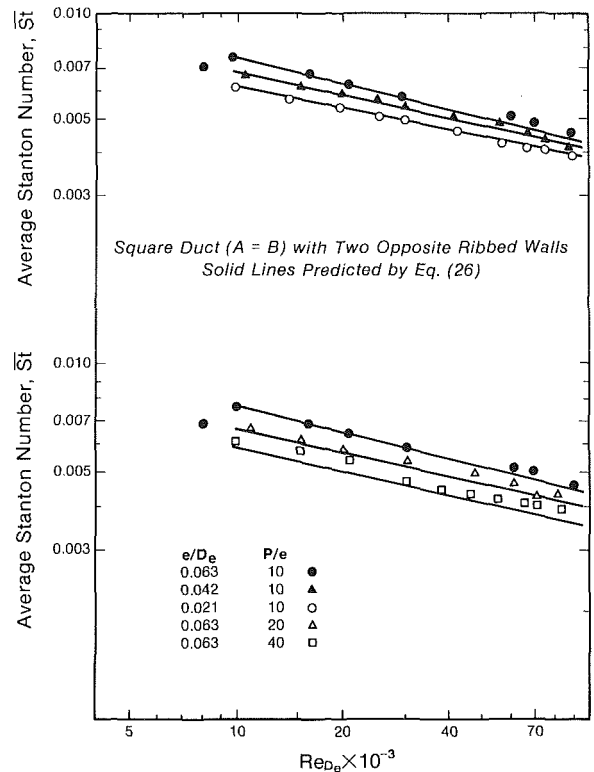 0.010
0.007
0.005
0.003
Average Stanton Number, St
Square Duct (A = B) with Two Opposite Ribbed Walls
Solid Lines Predicted by Eq. (26)
0.010
0.007
0.005
0.003
Average Stanton Number, St
e/De P/e
0.063 10
0.042 10
0.021 10
0.063 20
0.063 40
5 10 20 40 70
ReDe×10⁻³